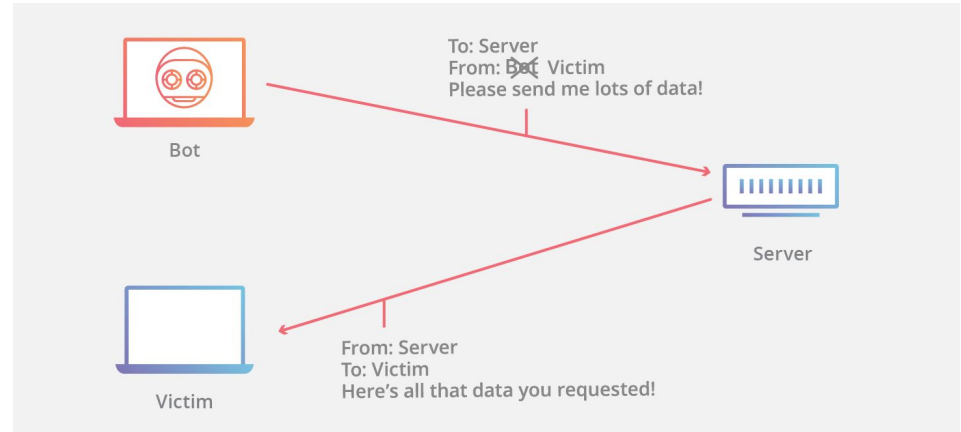 To: Server
From: Bot Victim
Please send me lots of data!
Bot
Server
From: Server
To: Victim
Here's all that data you requested!
Victim